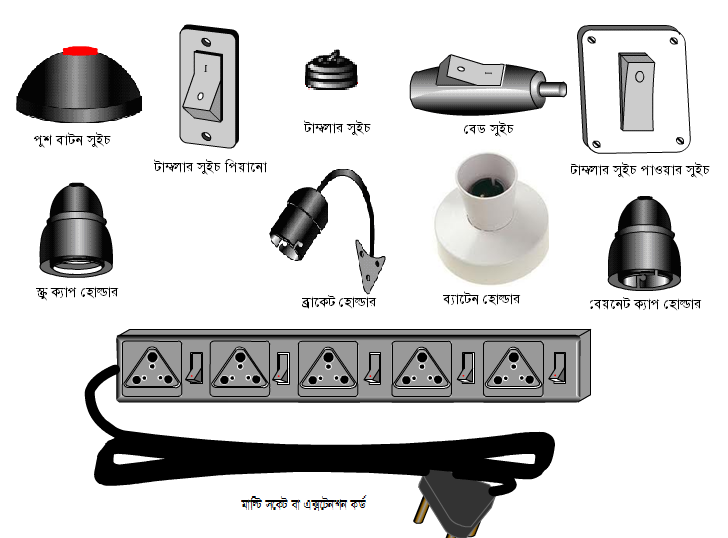 পুশ বাটন সুইচ
টাম্বলার সুইচ পিয়ানো
টাম্বলার সুইচ
বেড সুইচ
টাম্বলার সুইচ পাওয়ার সুইচ
স্ক্রু ক্যাপ হোল্ডার
ব্রাকেট হোল্ডার
ব্যাটেন হোল্ডার
বেয়নেট ক্যাপ হোল্ডার
মাল্টি সকেট বা এক্সটেনশন কর্ড